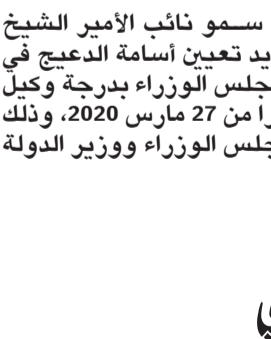 سـمو نائب الأمير الشيخ
يد تعيين أسامة الدعيج في
جلس الوزراء بدرجة وكيل
را من 27 مارس 2020، وذلك
جلس الوزراء ووزير الدولة